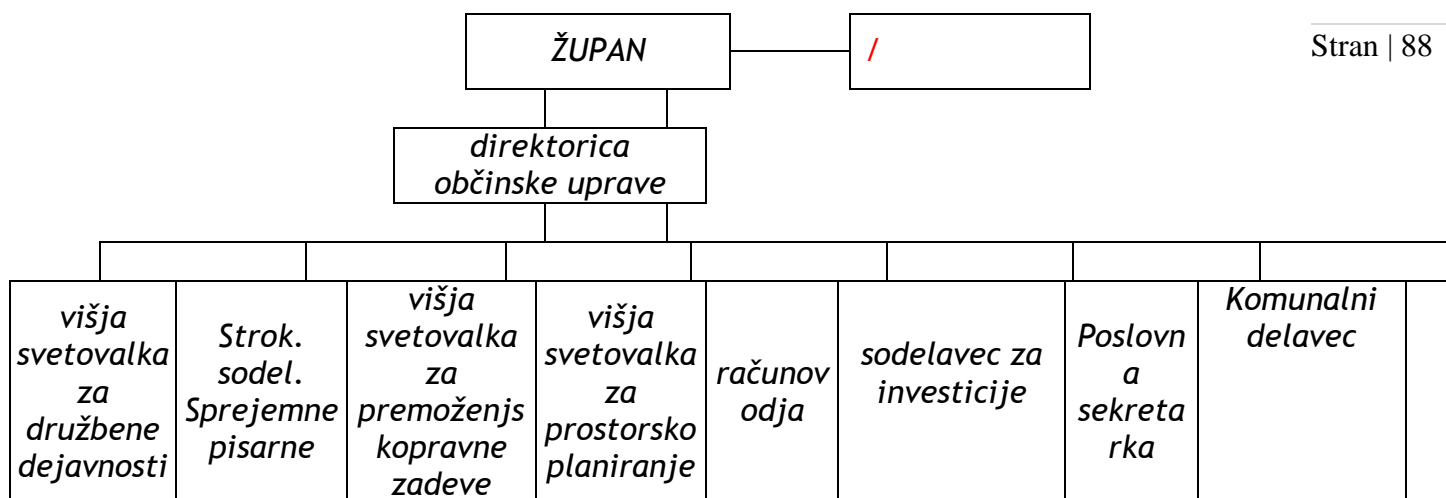 ŽUPAN
/
Stran | 88
direktorica
občinske uprave
višja
svetovalka
za
družbene
dejavnosti
Strok.
sodel.
Sprejemne
pisarne
višja
svetovalka
za
premoženjs
kopravne
zadeve
višja
svetovalka
za
prostorsko
planiranje
računov
odja
sodelavec za
investicije
Poslovn
a
sekreta
rka
Komunalni
delavec